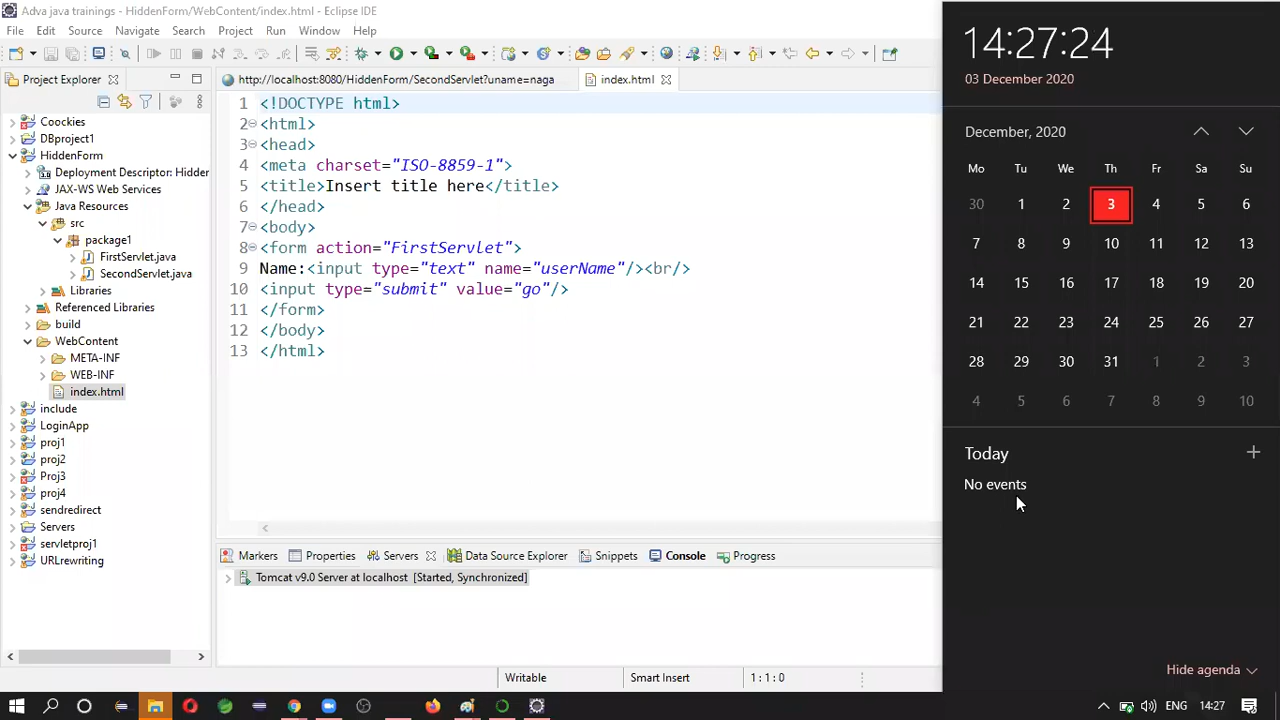 Adva java trainings - HiddenForm/WebContent/index.html - Eclipse IDE
File Edit Source Navigate Search Project Run Window Help
Project Explorer
Coockies
DBproject1
HiddenForm
Deployment Descriptor: Hidder
JAX-WS Web Services
Java Resources
src
package1
FirstServlet.java
SecondServlet.java
Libraries
Referenced Libraries
build
WebContent
META-INF
WEB-INF
index.html
include
LoginApp
proj1
proj2
Proj3
proj4
sendredirect
Servers
servletproj1
URLrewriting
http://localhost:8080/HiddenForm/SecondServlet?uname=naga index.html
1 <!DOCTYPE html>
2 <html>
3 <head>
4 <meta charset="ISO-8859-1">
5 <title>Insert title here</title>
6 </head>
7 <body>
8 <form action="FirstServlet">
9 Name:<input type="text" name="userName"/><br/>
10 <input type="submit" value="go"/>
11 </form>
12 </body>
13 </html>
Markers Properties Servers Data Source Explorer Snippets Console Progress
Tomcat v9.0 Server at localhost [Started, Synchronized]
Writable Smart Insert 1 : 1 : 0
14:27:24
03 December 2020
December, 2020
Mo Tu We Th Fr Sa Su
30 1 2 3 4 5 6
7 8 9 10 11 12 13
14 15 16 17 18 19 20
21 22 23 24 25 26 27
28 29 30 31 1 2 3
4 5 6 7 8 9 10
Today
No events
Hide agenda
ENG 14:27